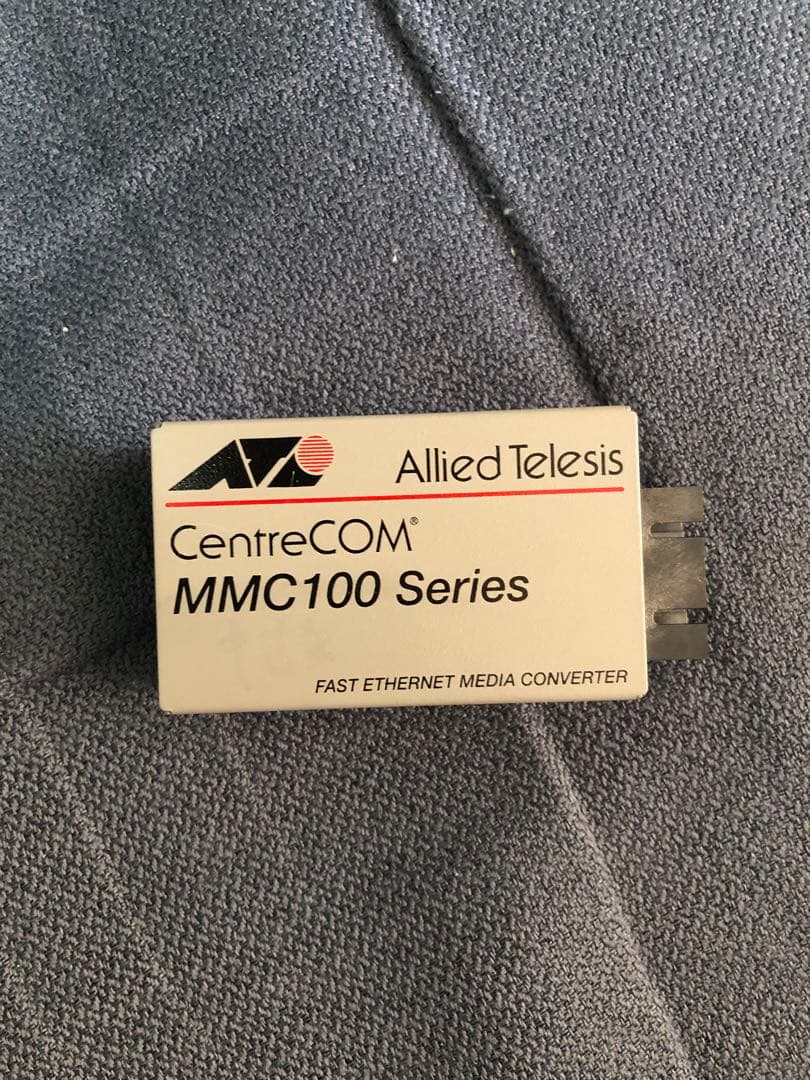 Allied Telesis
CentreCOM®
MMC100 Series
FAST ETHERNET MEDIA CONVERTER